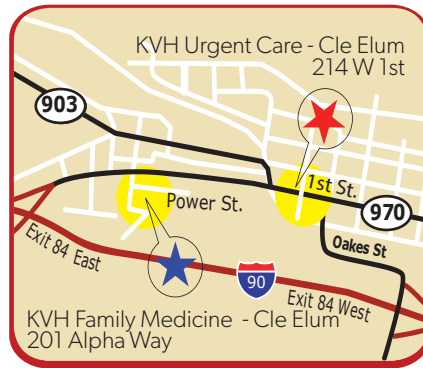 KVH Urgent Care - Cle Elum
214 W 1st
903
1st St.
Power St.
970
Oakes St
Exit 84 East
90
Exit 84 West
KVH Family Medicine - Cle Elum
201 Alpha Way